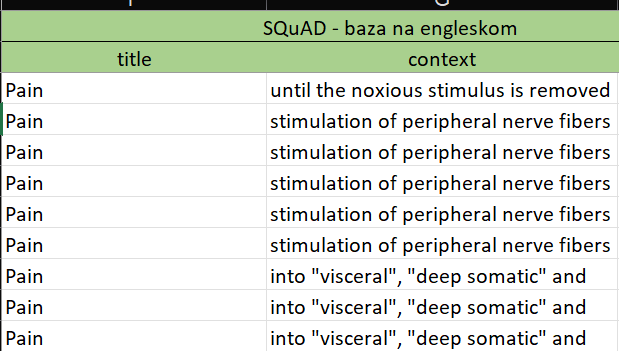 SQuAD - baza na engleskom
title context
Pain until the noxious stimulus is removed
Pain stimulation of peripheral nerve fibers
Pain stimulation of peripheral nerve fibers
Pain stimulation of peripheral nerve fibers
Pain stimulation of peripheral nerve fibers
Pain stimulation of peripheral nerve fibers
Pain into "visceral", "deep somatic" and
Pain into "visceral", "deep somatic" and
Pain into "visceral", "deep somatic" and